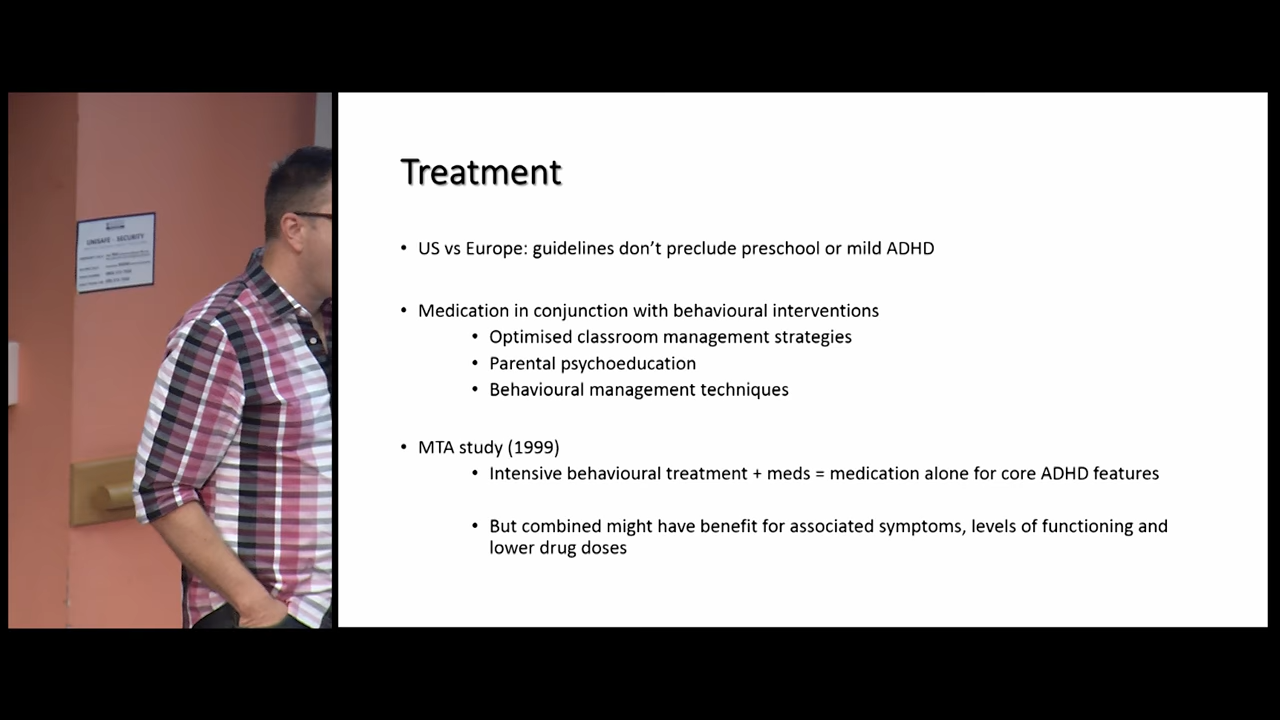 UNISAFE - SECURITY
Treatment
• US vs Europe: guidelines don’t preclude preschool or mild ADHD
• Medication in conjunction with behavioural interventions
• Optimised classroom management strategies
• Parental psychoeducation
• Behavioural management techniques
• MTA study (1999)
• Intensive behavioural treatment + meds = medication alone for core ADHD features
• But combined might have benefit for associated symptoms, levels of functioning and
lower drug doses